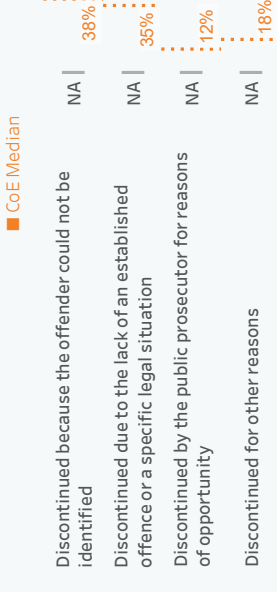 CoE Median
Discontinued because the offender could not be
identified
NA
38%
Discontinued due to the lack of an established
offence or a specific legal situation
NA
35%
Discontinued by the public prosecutor for reasons
of opportunity
NA
12%
Discontinued for other reasons
NA
18%